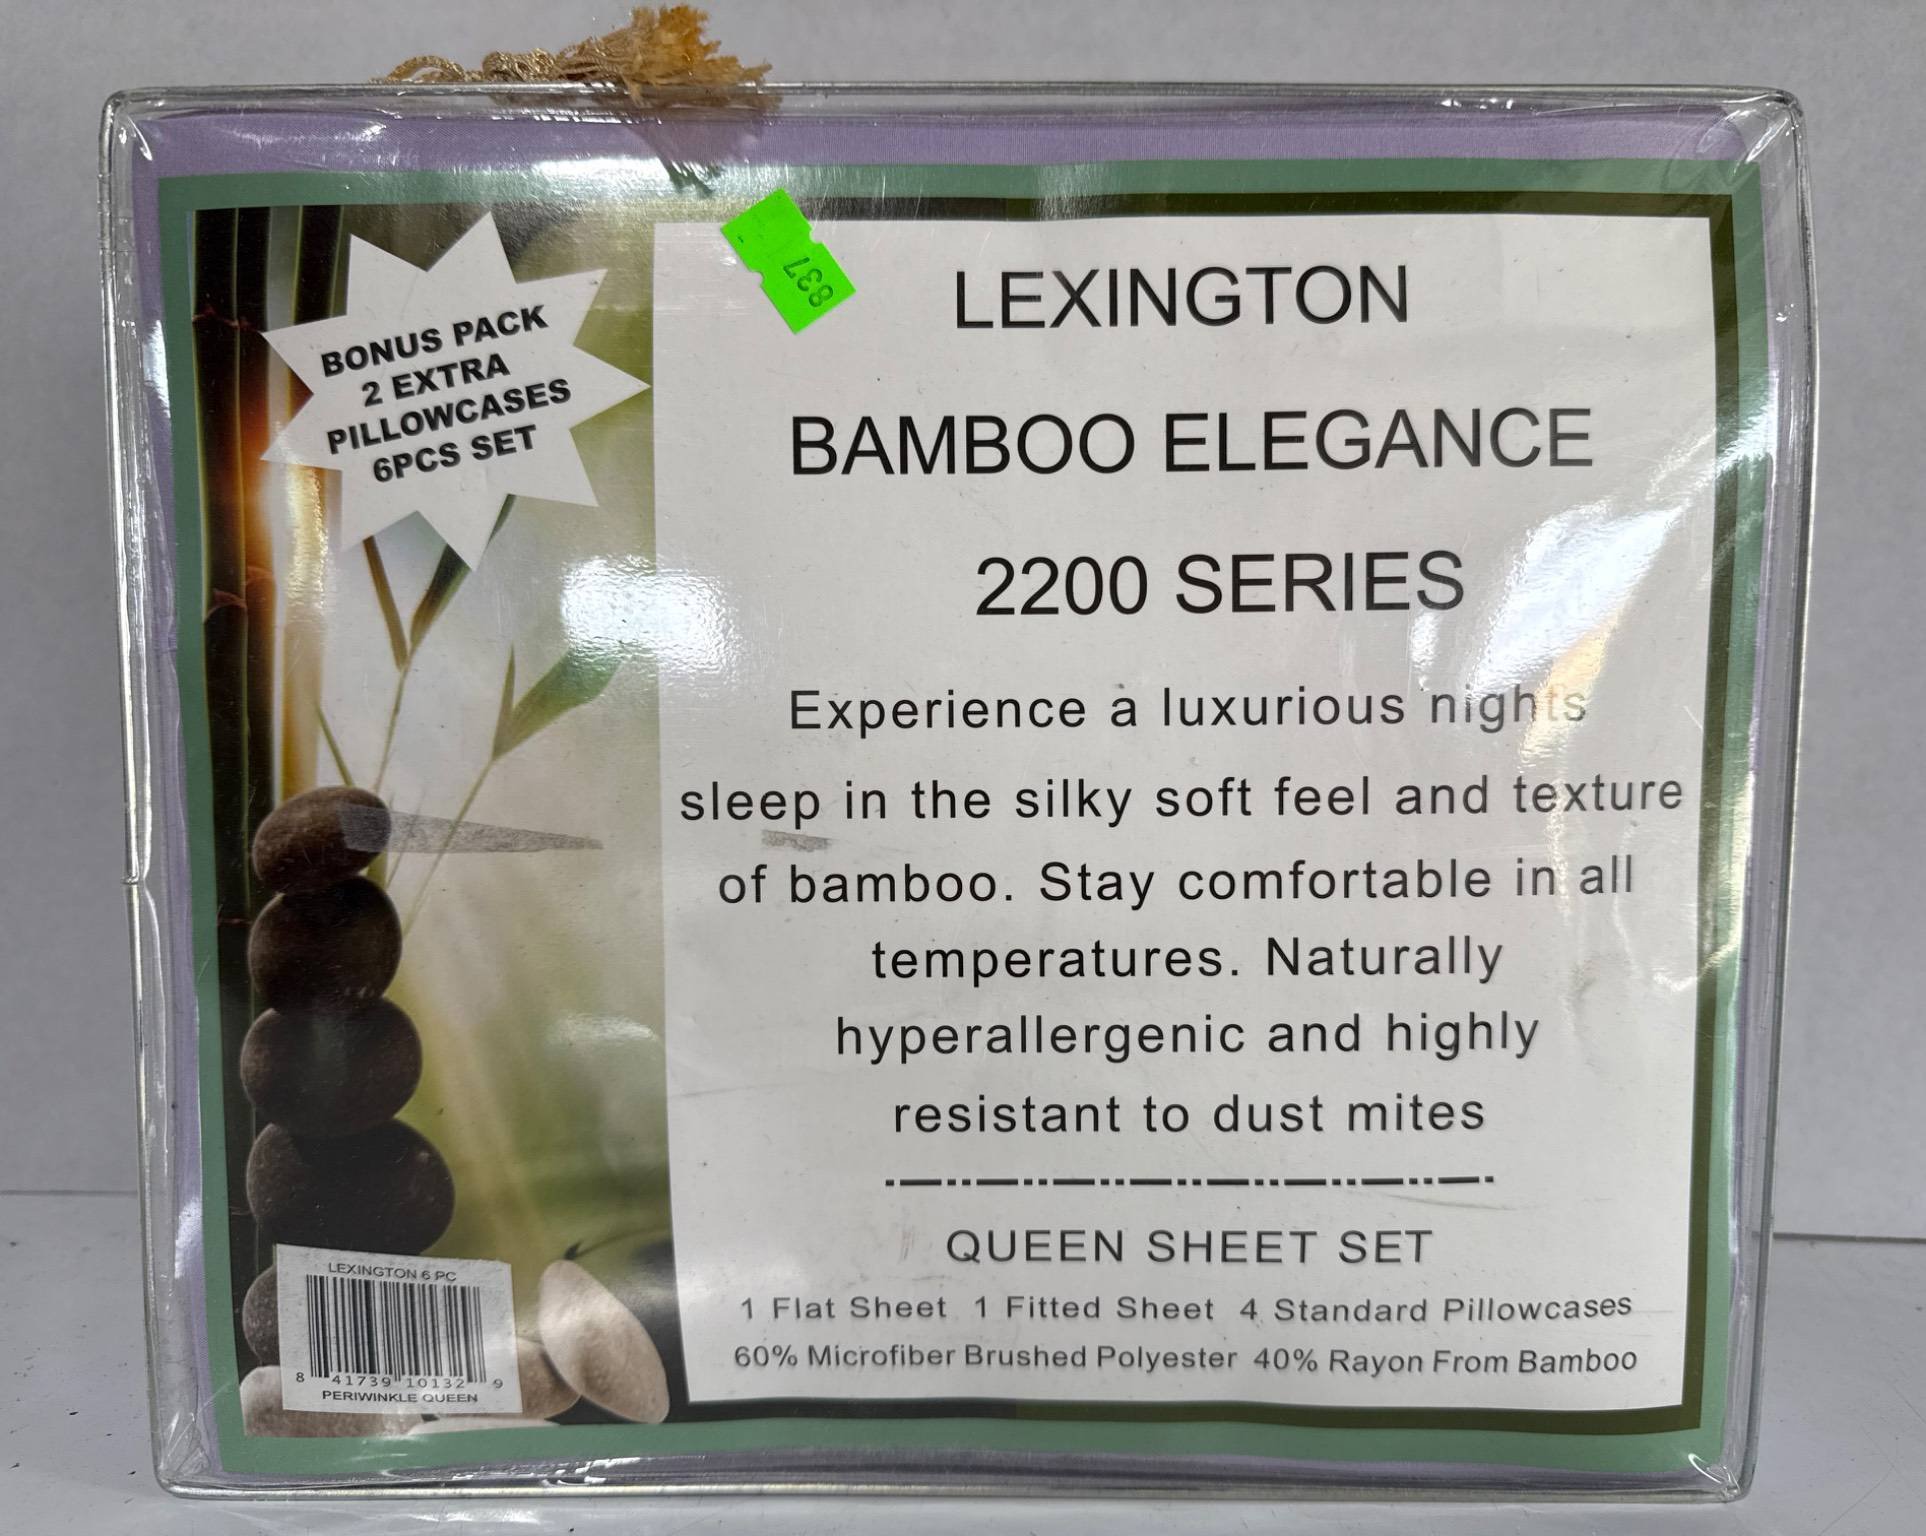 837
BONUS PACK
2 EXTRA
PILLOWCASES
6PCS SET
LEXINGTON
BAMBOO ELEGANCE
2200 SERIES
Experience a luxurious nights
sleep in the silky soft feel and texture
of bamboo. Stay comfortable in all
temperatures. Naturally
hyperallergenic and highly
resistant to dust mites
QUEEN SHEET SET
1 Flat Sheet 1 Fitted Sheet 4 Standard Pillowcases
60% Microfiber Brushed Polyester 40% Rayon From Bamboo
LEXINGTON 6 PC
8 41739 10132 9
PERIWINKLE QUEEN